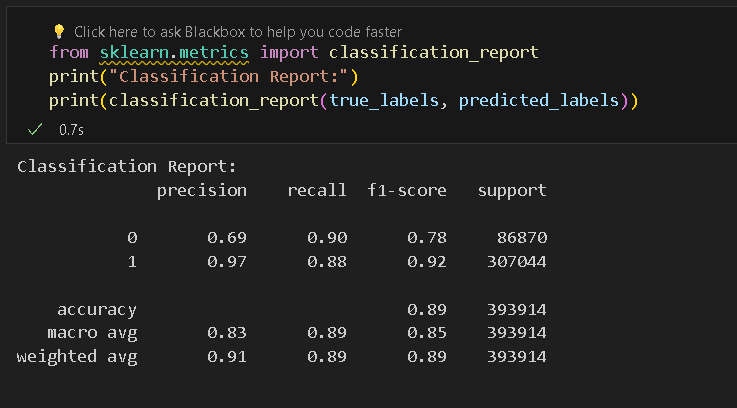 Click here to ask Blackbox to help you code faster
from sklearn.metrics import classification_report
print("Classification Report:")
print(classification_report(true_labels, predicted_labels))
0.7s
Classification Report:
precision recall f1-score support
0 0.69 0.90 0.78 86870
1 0.97 0.88 0.92 307044
accuracy 0.89 393914
macro avg 0.83 0.89 0.85 393914
weighted avg 0.91 0.89 0.89 393914